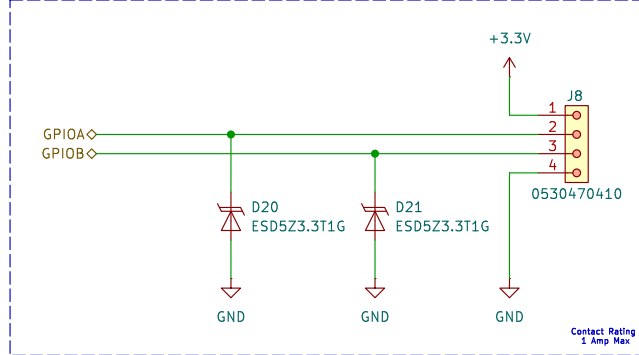 +3.3V
J8
1
GPIOA
2
GPIOB
3
4
D20
ESD5Z3.3T1G
D21
ESD5Z3.3T1G
0530470410
GND
GND
GND
Contact Rating
1 Amp Max